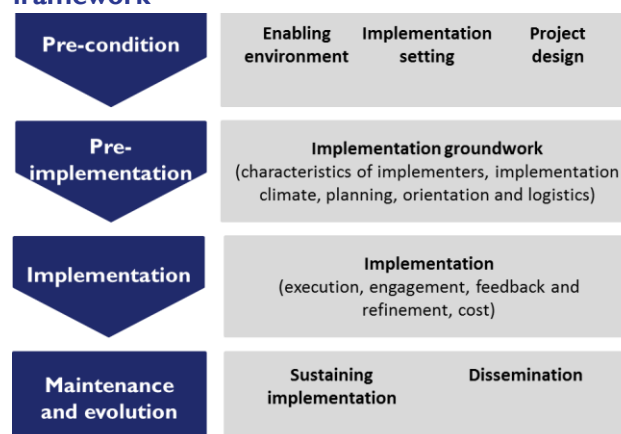 framework
Pre-condition
Enabling environment
Implementation setting
Project design
Pre-
implementation
Implementation groundwork
(characteristics of implementers, implementation
climate, planning, orientation and logistics)
Implementation
Implementation
(execution, engagement, feedback and
refinement, cost)
Maintenance
and evolution
Sustaining
implementation
Dissemination